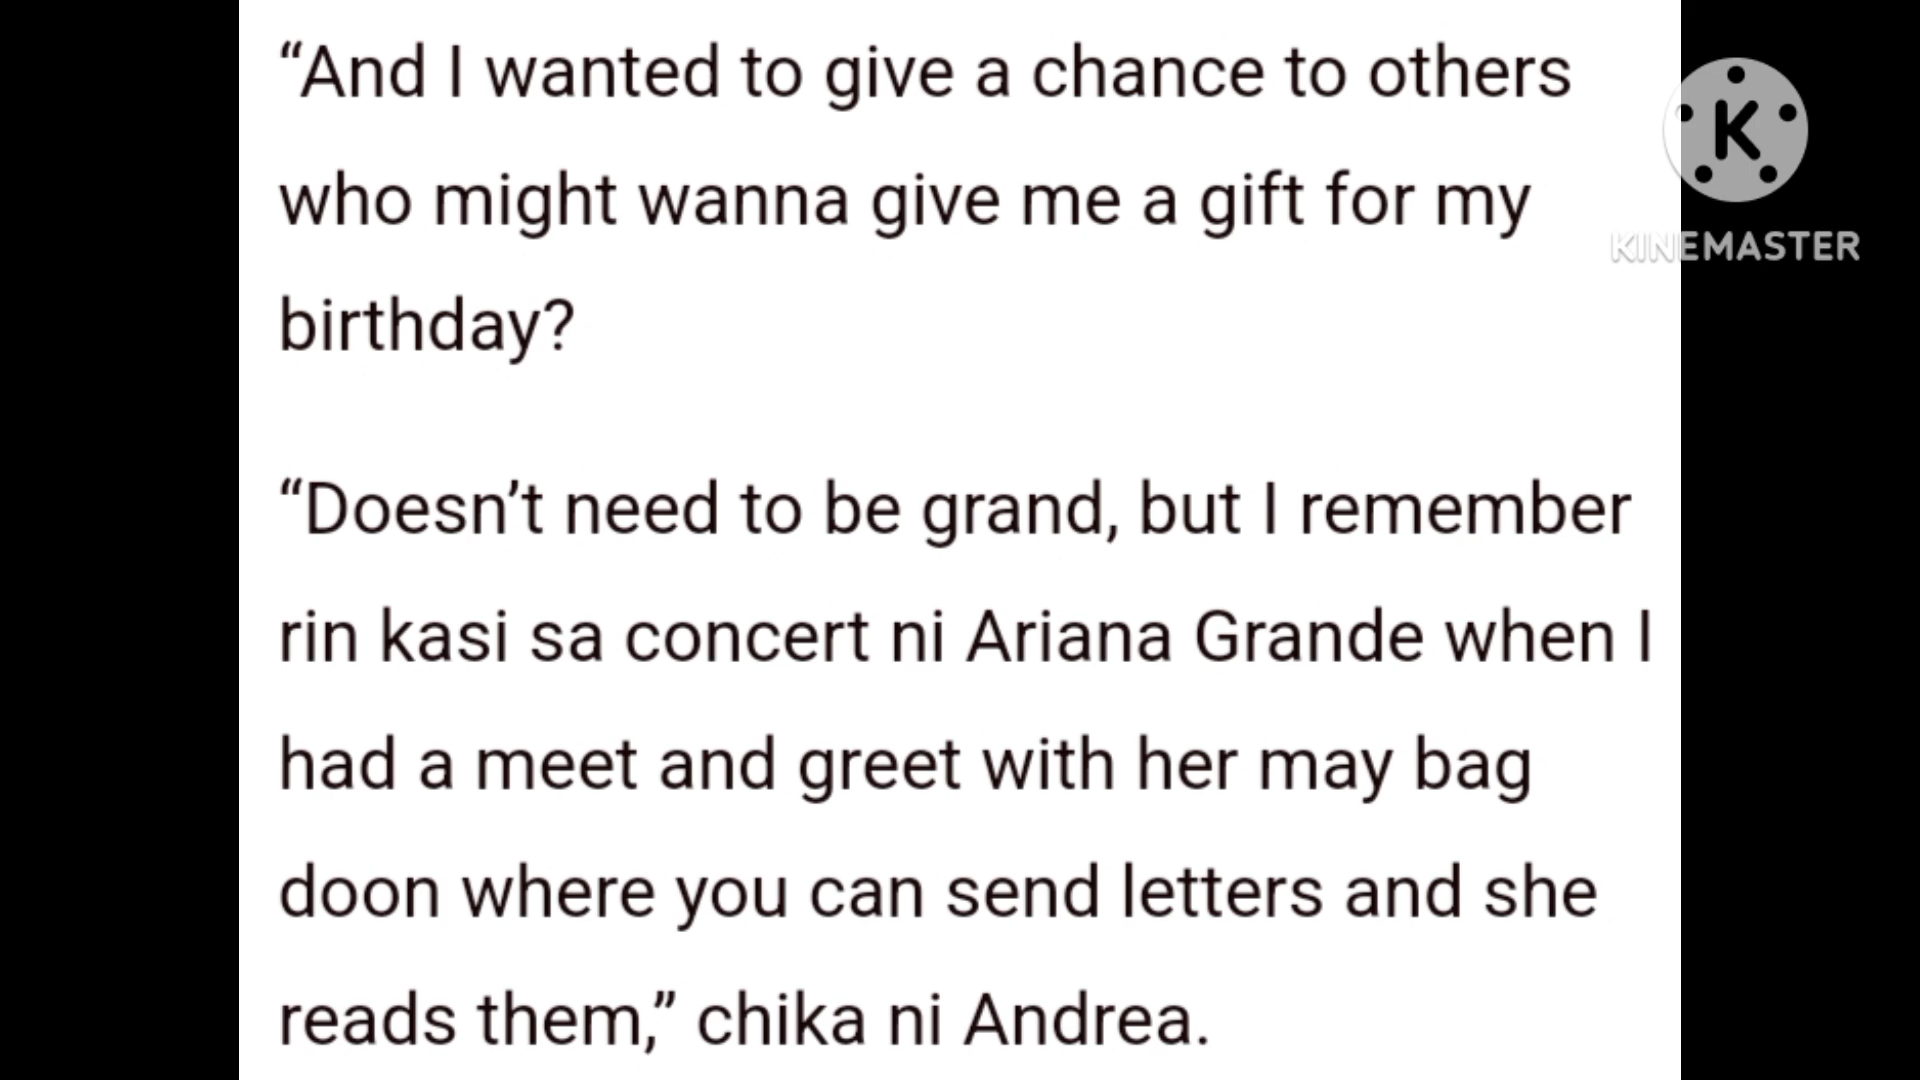 “And I wanted to give a chance to others
who might wanna give me a gift for my
birthday?
“Doesn’t need to be grand, but I remember
rin kasi sa concert ni Ariana Grande when I
had a meet and greet with her may bag
doon where you can send letters and she
reads them,” chika ni Andrea.
K
KINEMASTER